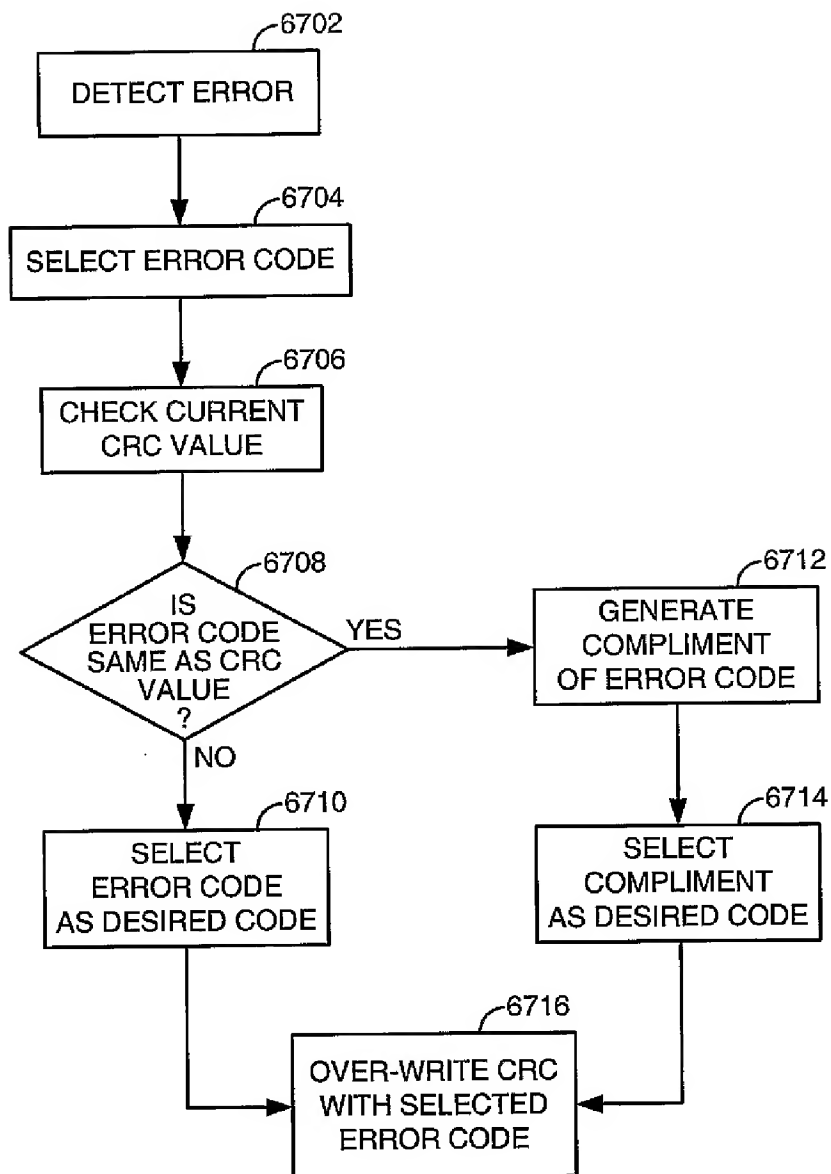 6702
DETECT ERROR
6704
SELECT ERROR CODE
6706
CHECK CURRENT
CRC VALUE
6708
IS
ERROR CODE
SAME AS CRC
VALUE
?
YES
NO
6712
GENERATE
COMPLIMENT
OF ERROR CODE
6710
SELECT
ERROR CODE
AS DESIRED CODE
6714
SELECT
COMPLIMENT
AS DESIRED CODE
6716
OVER-WRITE CRC
WITH SELECTED
ERROR CODE